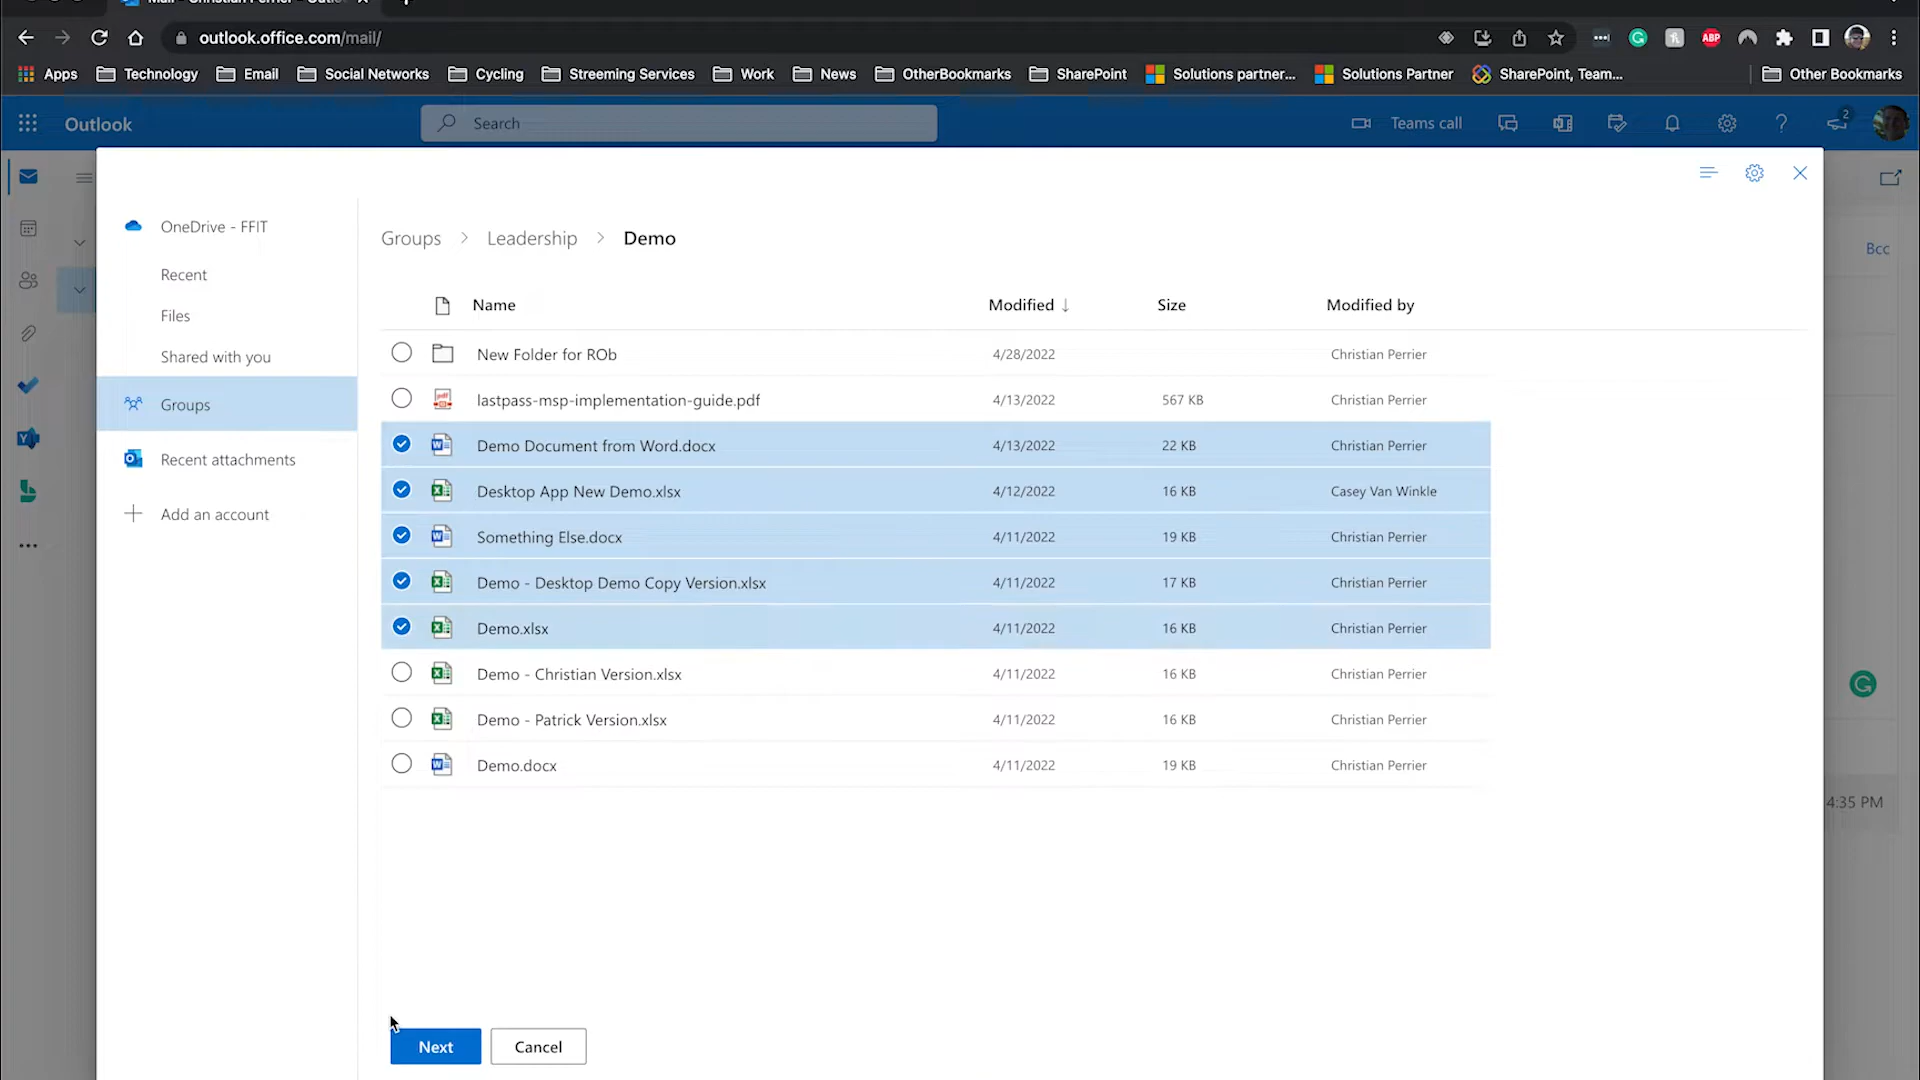 Mail - Christian Perrier - Outlo
outlook.office.com/mail/
ABP
Apps Technology Email Social Networks Cycling Streeming Services Work News OtherBookmarks SharePoint Solutions partner... Solutions Partner SharePoint, Team... Other Bookmarks
Outlook Search Teams call 2
Bcc
OneDrive - FFIT
Recent
Files
Shared with you
Groups
Recent attachments
Add an account
Groups > Leadership > Demo
Name Modified ↓ Size Modified by
New Folder for ROb 4/28/2022 Christian Perrier
lastpass-msp-implementation-guide.pdf 4/13/2022 567 KB Christian Perrier
Demo Document from Word.docx 4/13/2022 22 KB Christian Perrier
Desktop App New Demo.xlsx 4/12/2022 16 KB Casey Van Winkle
Something Else.docx 4/11/2022 19 KB Christian Perrier
Demo - Desktop Demo Copy Version.xlsx 4/11/2022 17 KB Christian Perrier
Demo.xlsx 4/11/2022 16 KB Christian Perrier
Demo - Christian Version.xlsx 4/11/2022 16 KB Christian Perrier
Demo - Patrick Version.xlsx 4/11/2022 16 KB Christian Perrier
Demo.docx 4/11/2022 19 KB Christian Perrier
4:35 PM
Next Cancel